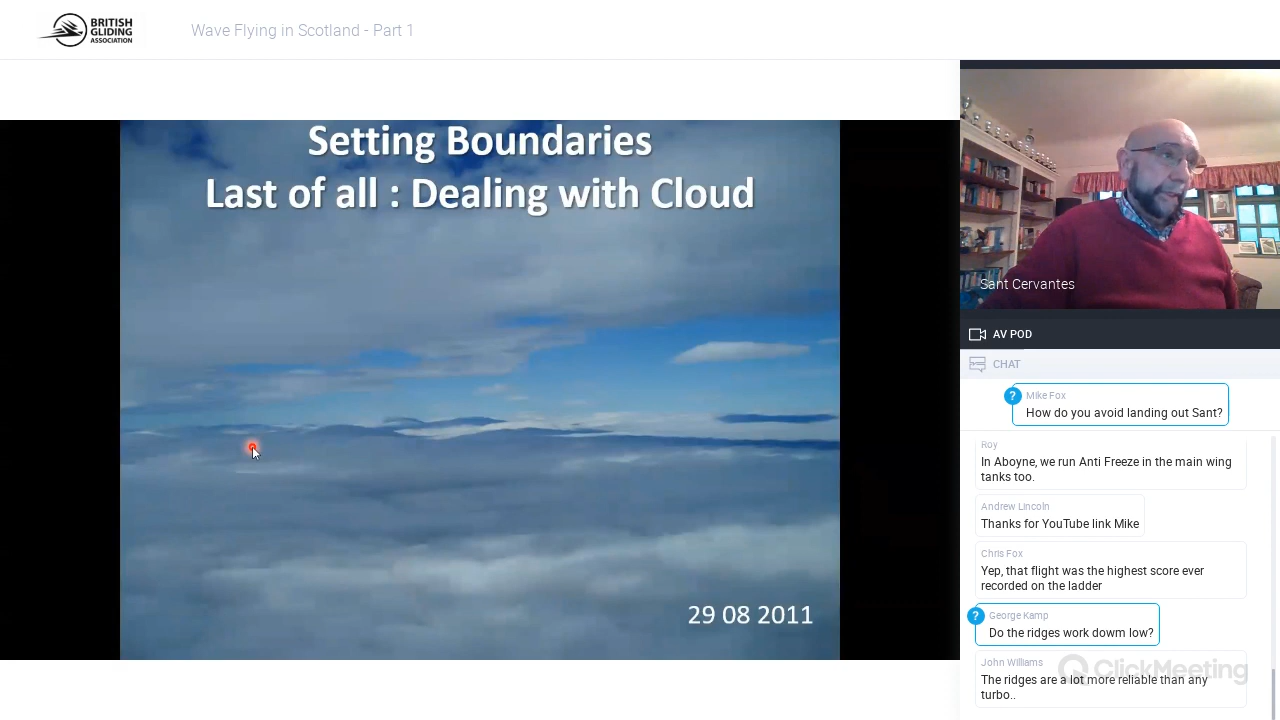 BRITISH
GLIDING
ASSOCIATION
Wave Flying in Scotland - Part 1
Setting Boundaries
Last of all : Dealing with Cloud
29 08 2011
Sant Cervantes
AV POD
CHAT
?
Mike Fox
How do you avoid landing out Sant?
Roy
In Aboyne, we run Anti Freeze in the main wing
tanks too.
Andrew Lincoln
Thanks for YouTube link Mike
Chris Fox
Yep, that flight was the highest score ever
recorded on the ladder
?
George Kamp
Do the ridges work dowm low?
John Williams
The ridges are a lot more reliable than any
turbo..
ClickMeeting